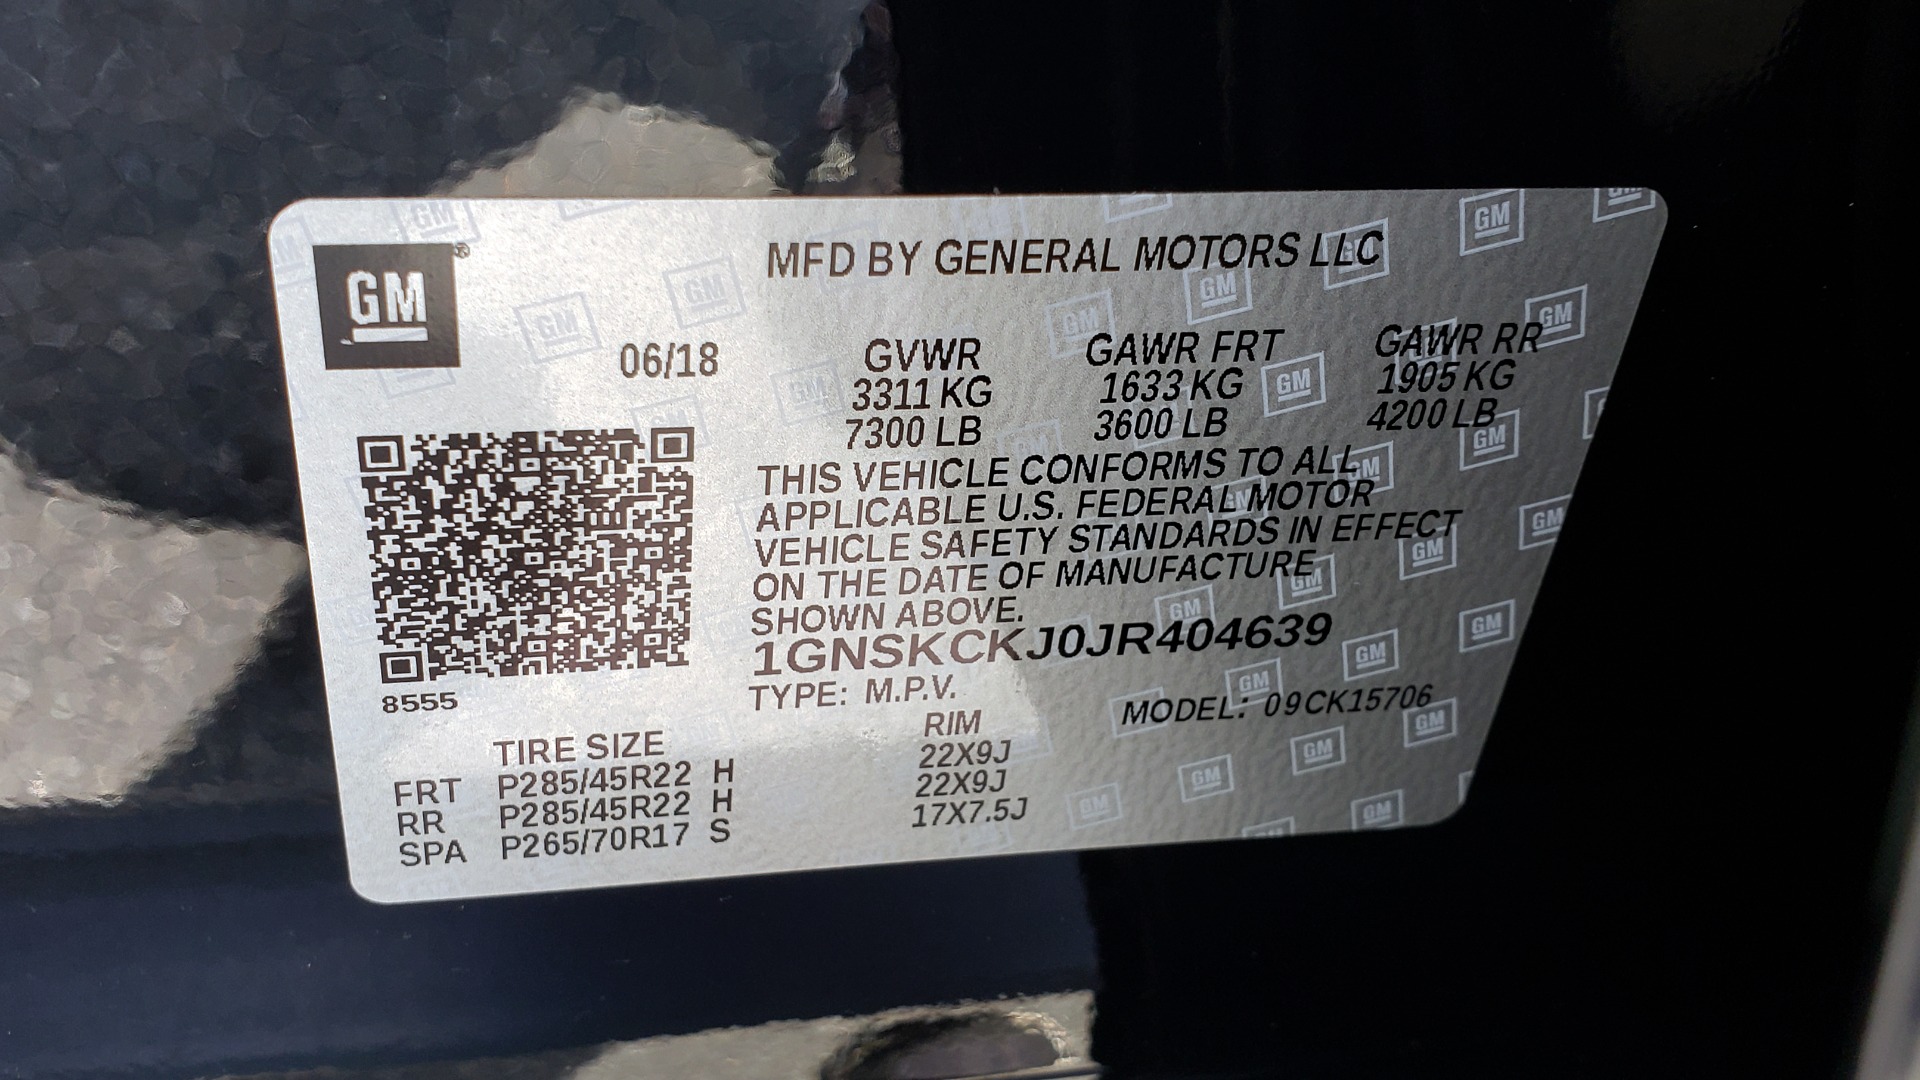 GM
MFD BY GENERAL MOTORS LLC
06/18 GVWR GAWR FRT GAWR RR
3311 KG 1633 KG 1905 KG
7300 LB 3600 LB 4200 LB
THIS VEHICLE CONFORMS TO ALL
APPLICABLE U.S. FEDERAL MOTOR
VEHICLE SAFETY STANDARDS IN EFFECT
ON THE DATE OF MANUFACTURE
SHOWN ABOVE.
1GNSKCKJ0JR404639
8555
TYPE: M.P.V. MODEL: 09CK15706
TIRE SIZE RIM
FRT P285/45R22 H 22X9J
RR P285/45R22 H 22X9J
SPA P265/70R17 S 17X7.5J